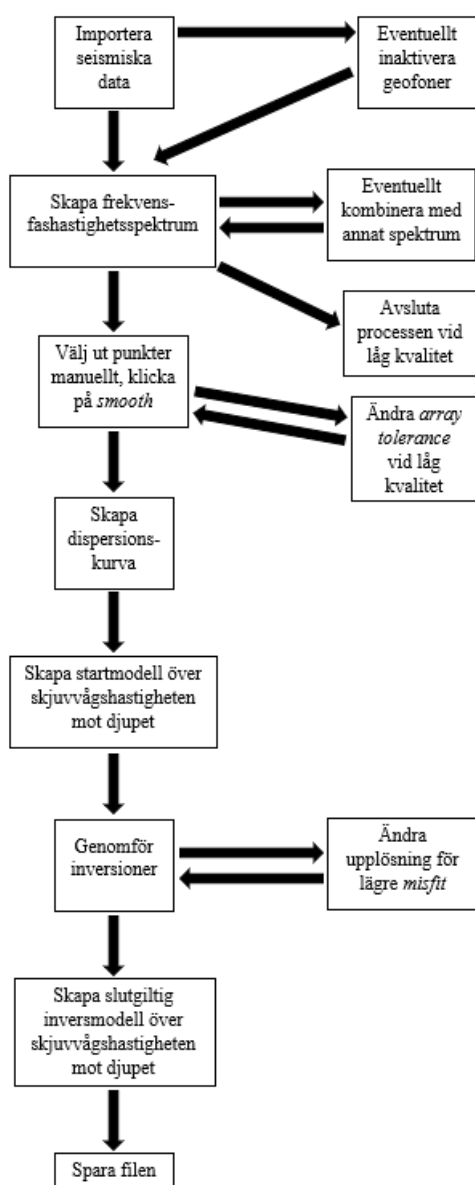 Importera
seismiska
data
Eventuellt
inaktivera
geofoner
Skapa frekvens-
fashastighetsspektrum
Eventuellt
kombinera med
annat spektrum
Avsluta
processen vid
låg kvalitet
Välj ut punkter
manuellt, klicka
på smooth
Ändra array
tolerance
vid låg
kvalitet
Skapa
dispersions-
kurva
Skapa startmodell över
skjuvvågshastigheten
mot djupet
Genomför
inversioner
Ändra
upplösning för
lägre misfit
Skapa slutgiltig
inversmodell över
skjuvvågshastigheten
mot djupet
Spara filen